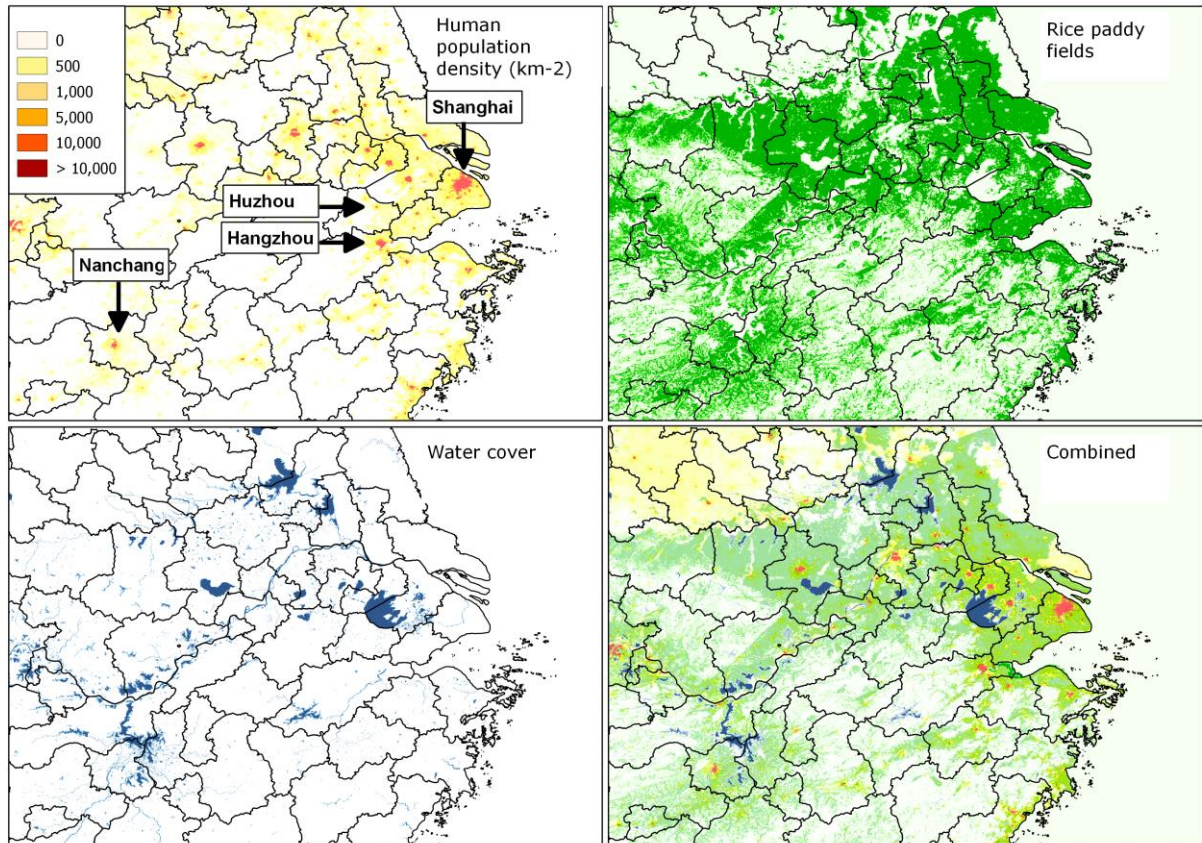 0
500
1,000
5,000
10,000
> 10,000
Human
population
density (km-2)
Shanghai
Huzhou
Hangzhou
Nanchang
Rice paddy
fields
Water cover
Combined